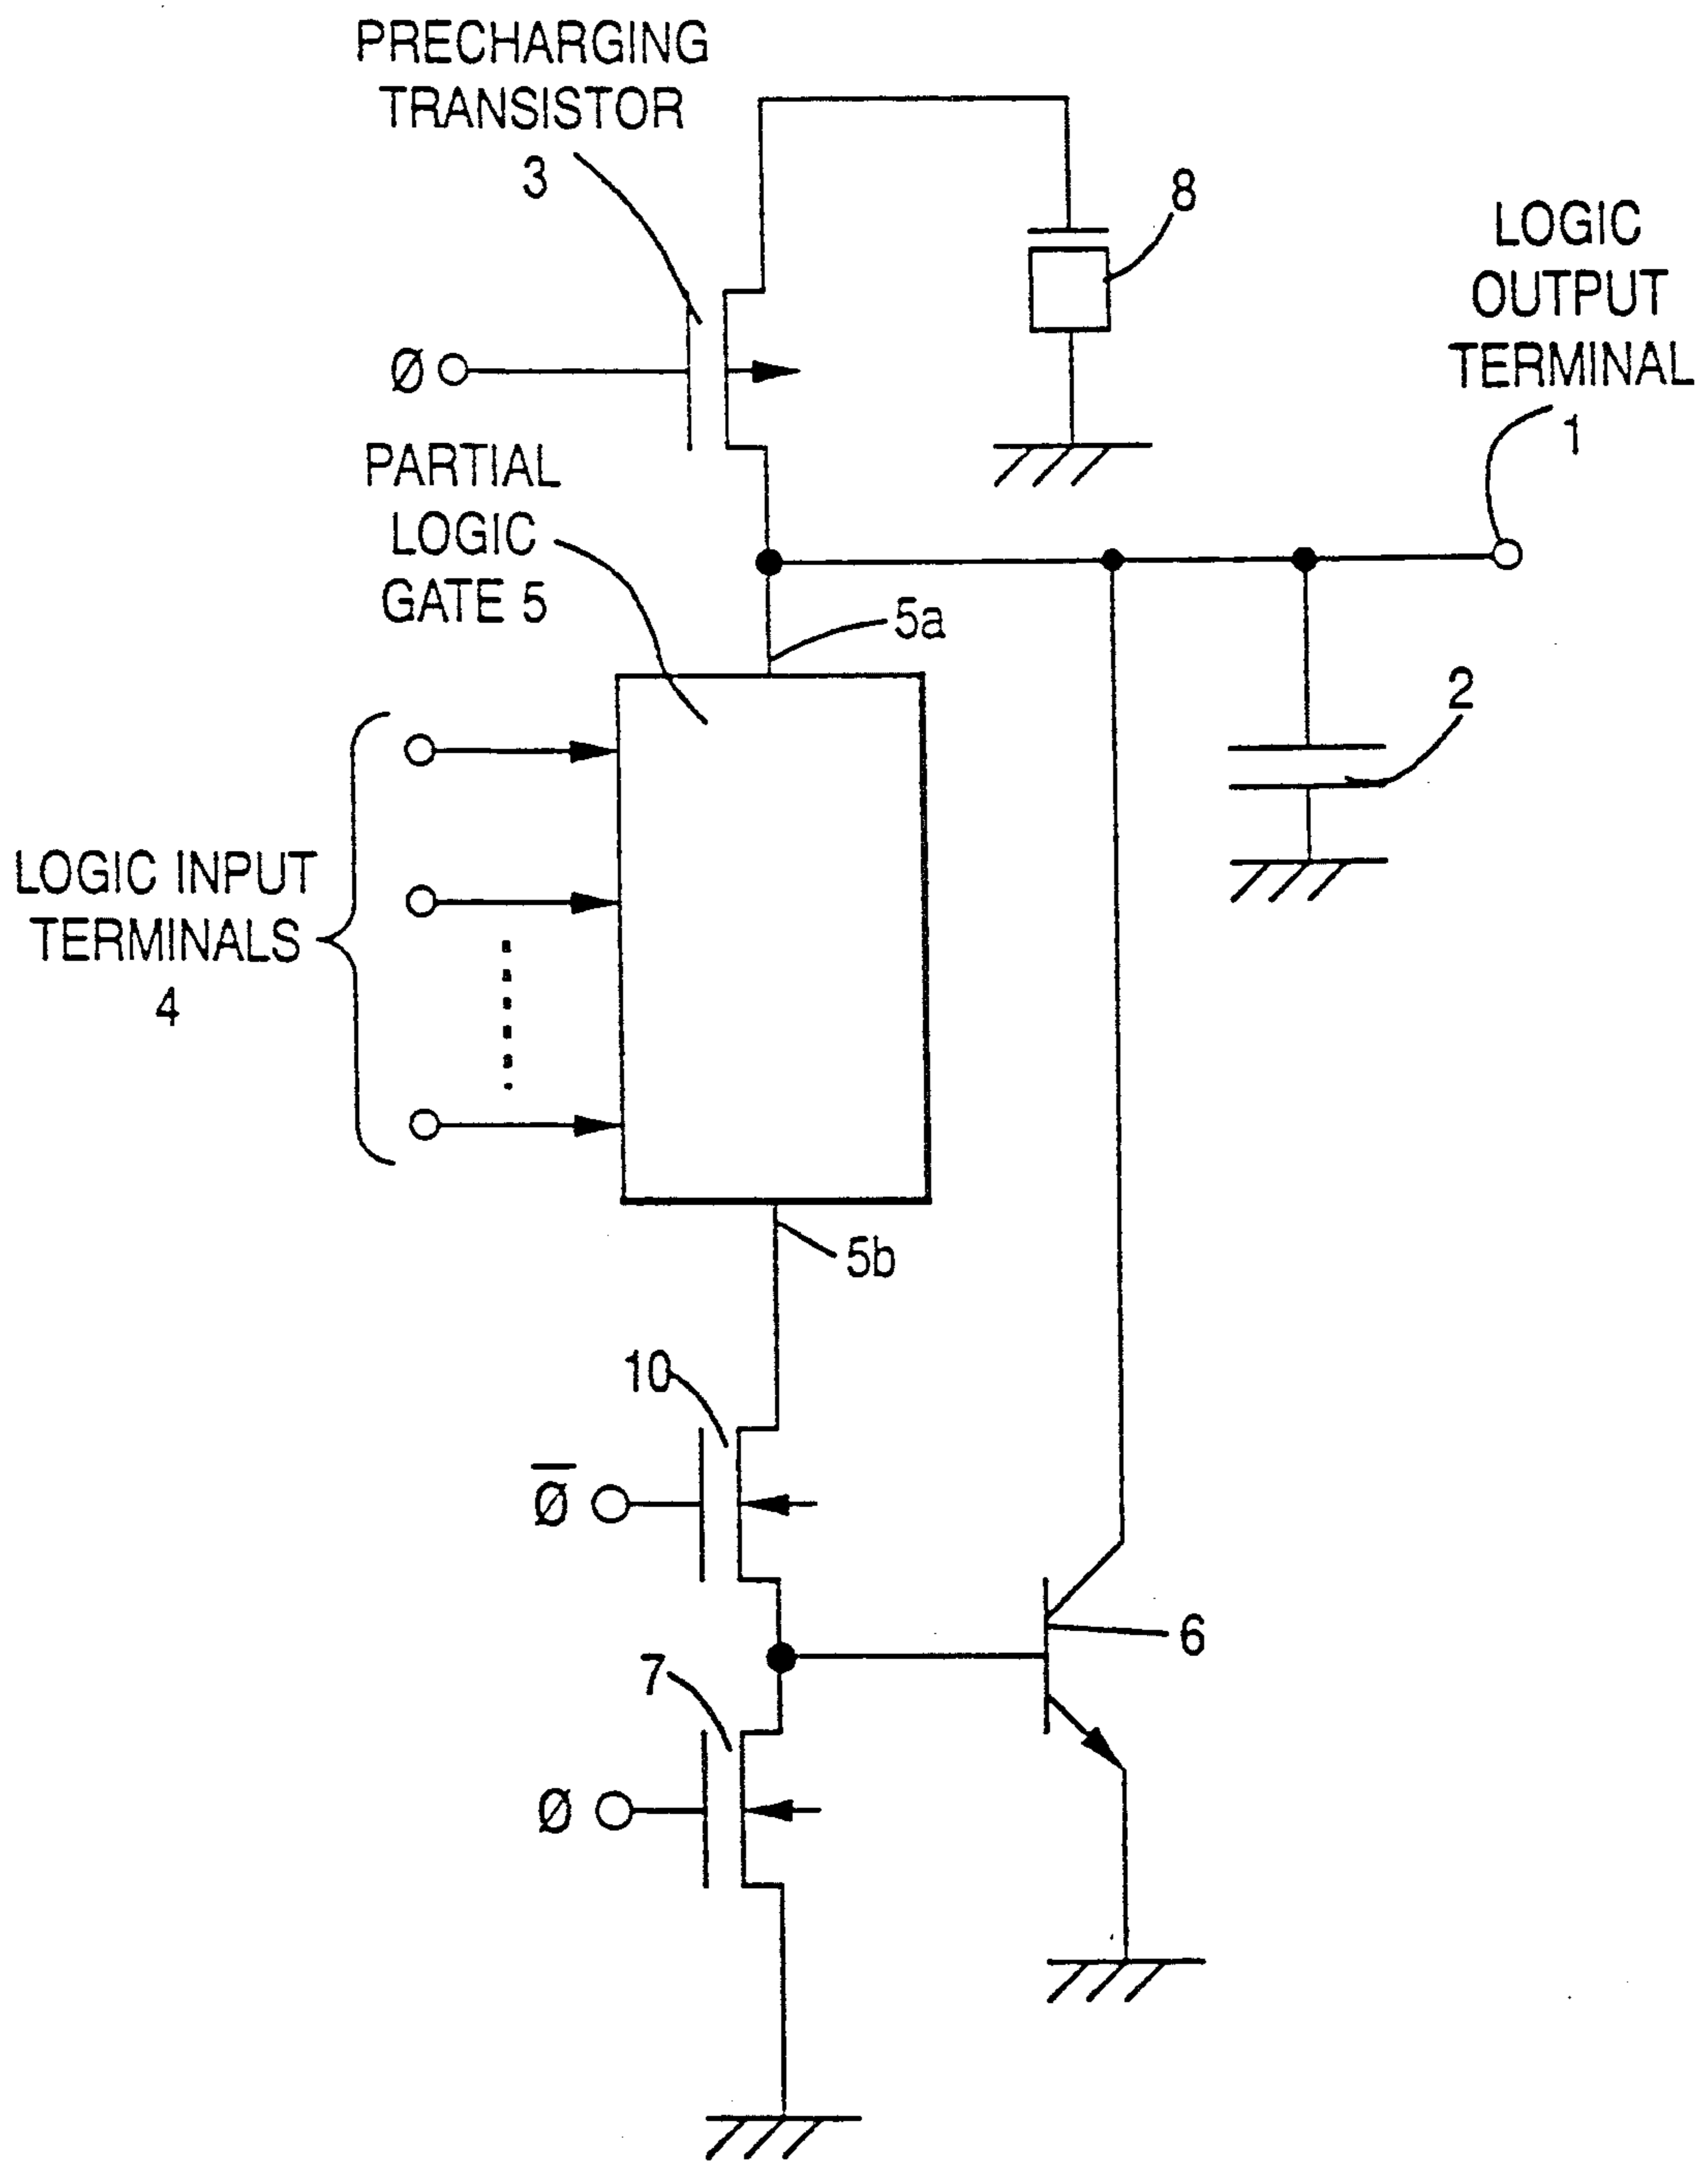 PRECHARGING
TRANSISTOR
3
8
LOGIC
OUTPUT
TERMINAL
1
Ø
PARTIAL
LOGIC
GATE 5
5a
2
LOGIC INPUT
TERMINALS
4
5b
10
Ø̅
6
7
Ø